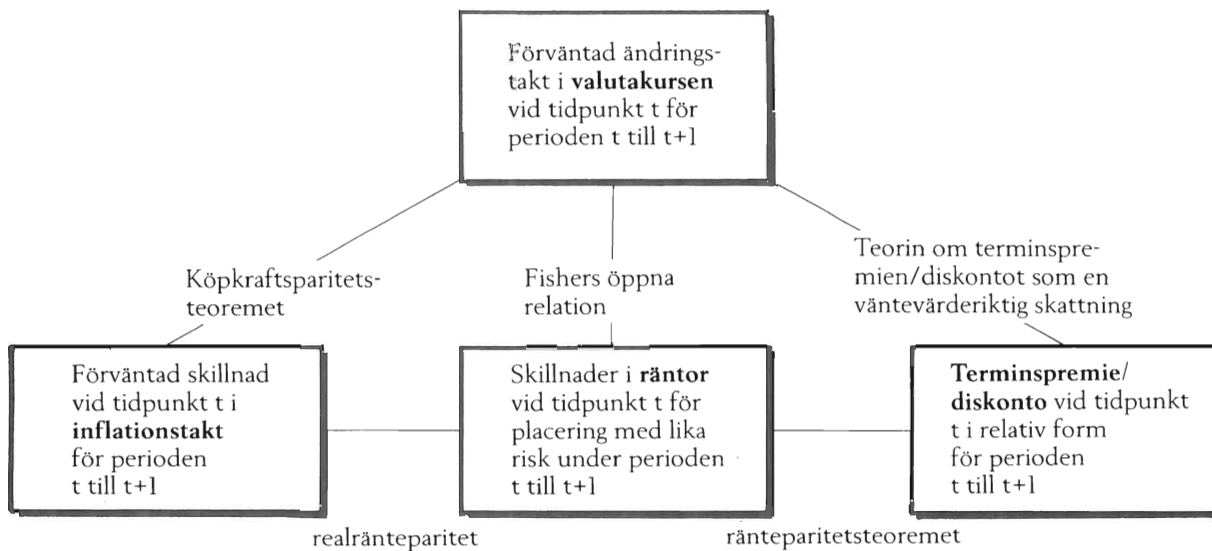 Förväntad ändrings-
takt i valutakursen
vid tidpunkt t för
perioden t till t+1
Köpkraftsparitets-
teoremet
Fishers öppna
relation
Teorin om terminspre-
mien/diskontot som en
väntevärderiktig skattning
Förväntad skillnad
vid tidpunkt t i
inflationstakt
för perioden
t till t+1
Skillnader i räntor
vid tidpunkt t för
placering med lika
risk under perioden
t till t+1
Terminspremie/
diskonto vid tidpunkt
t i relativ form
för perioden
t till t+1
realränteparitet
ränteparitetsteoremet